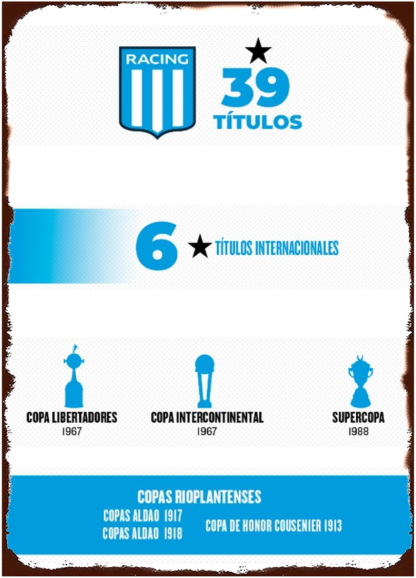 RACING
39
TÍTULOS
6 TÍTULOS INTERNACIONALES
COPA LIBERTADORES
1967
COPA INTERCONTINENTAL
1967
SUPERCOPA
1988
COPAS RIOPLANTENSES
COPAS ALDAO 1917
COPAS ALDAO 1918
COPA DE HONOR COUSENIER 1913